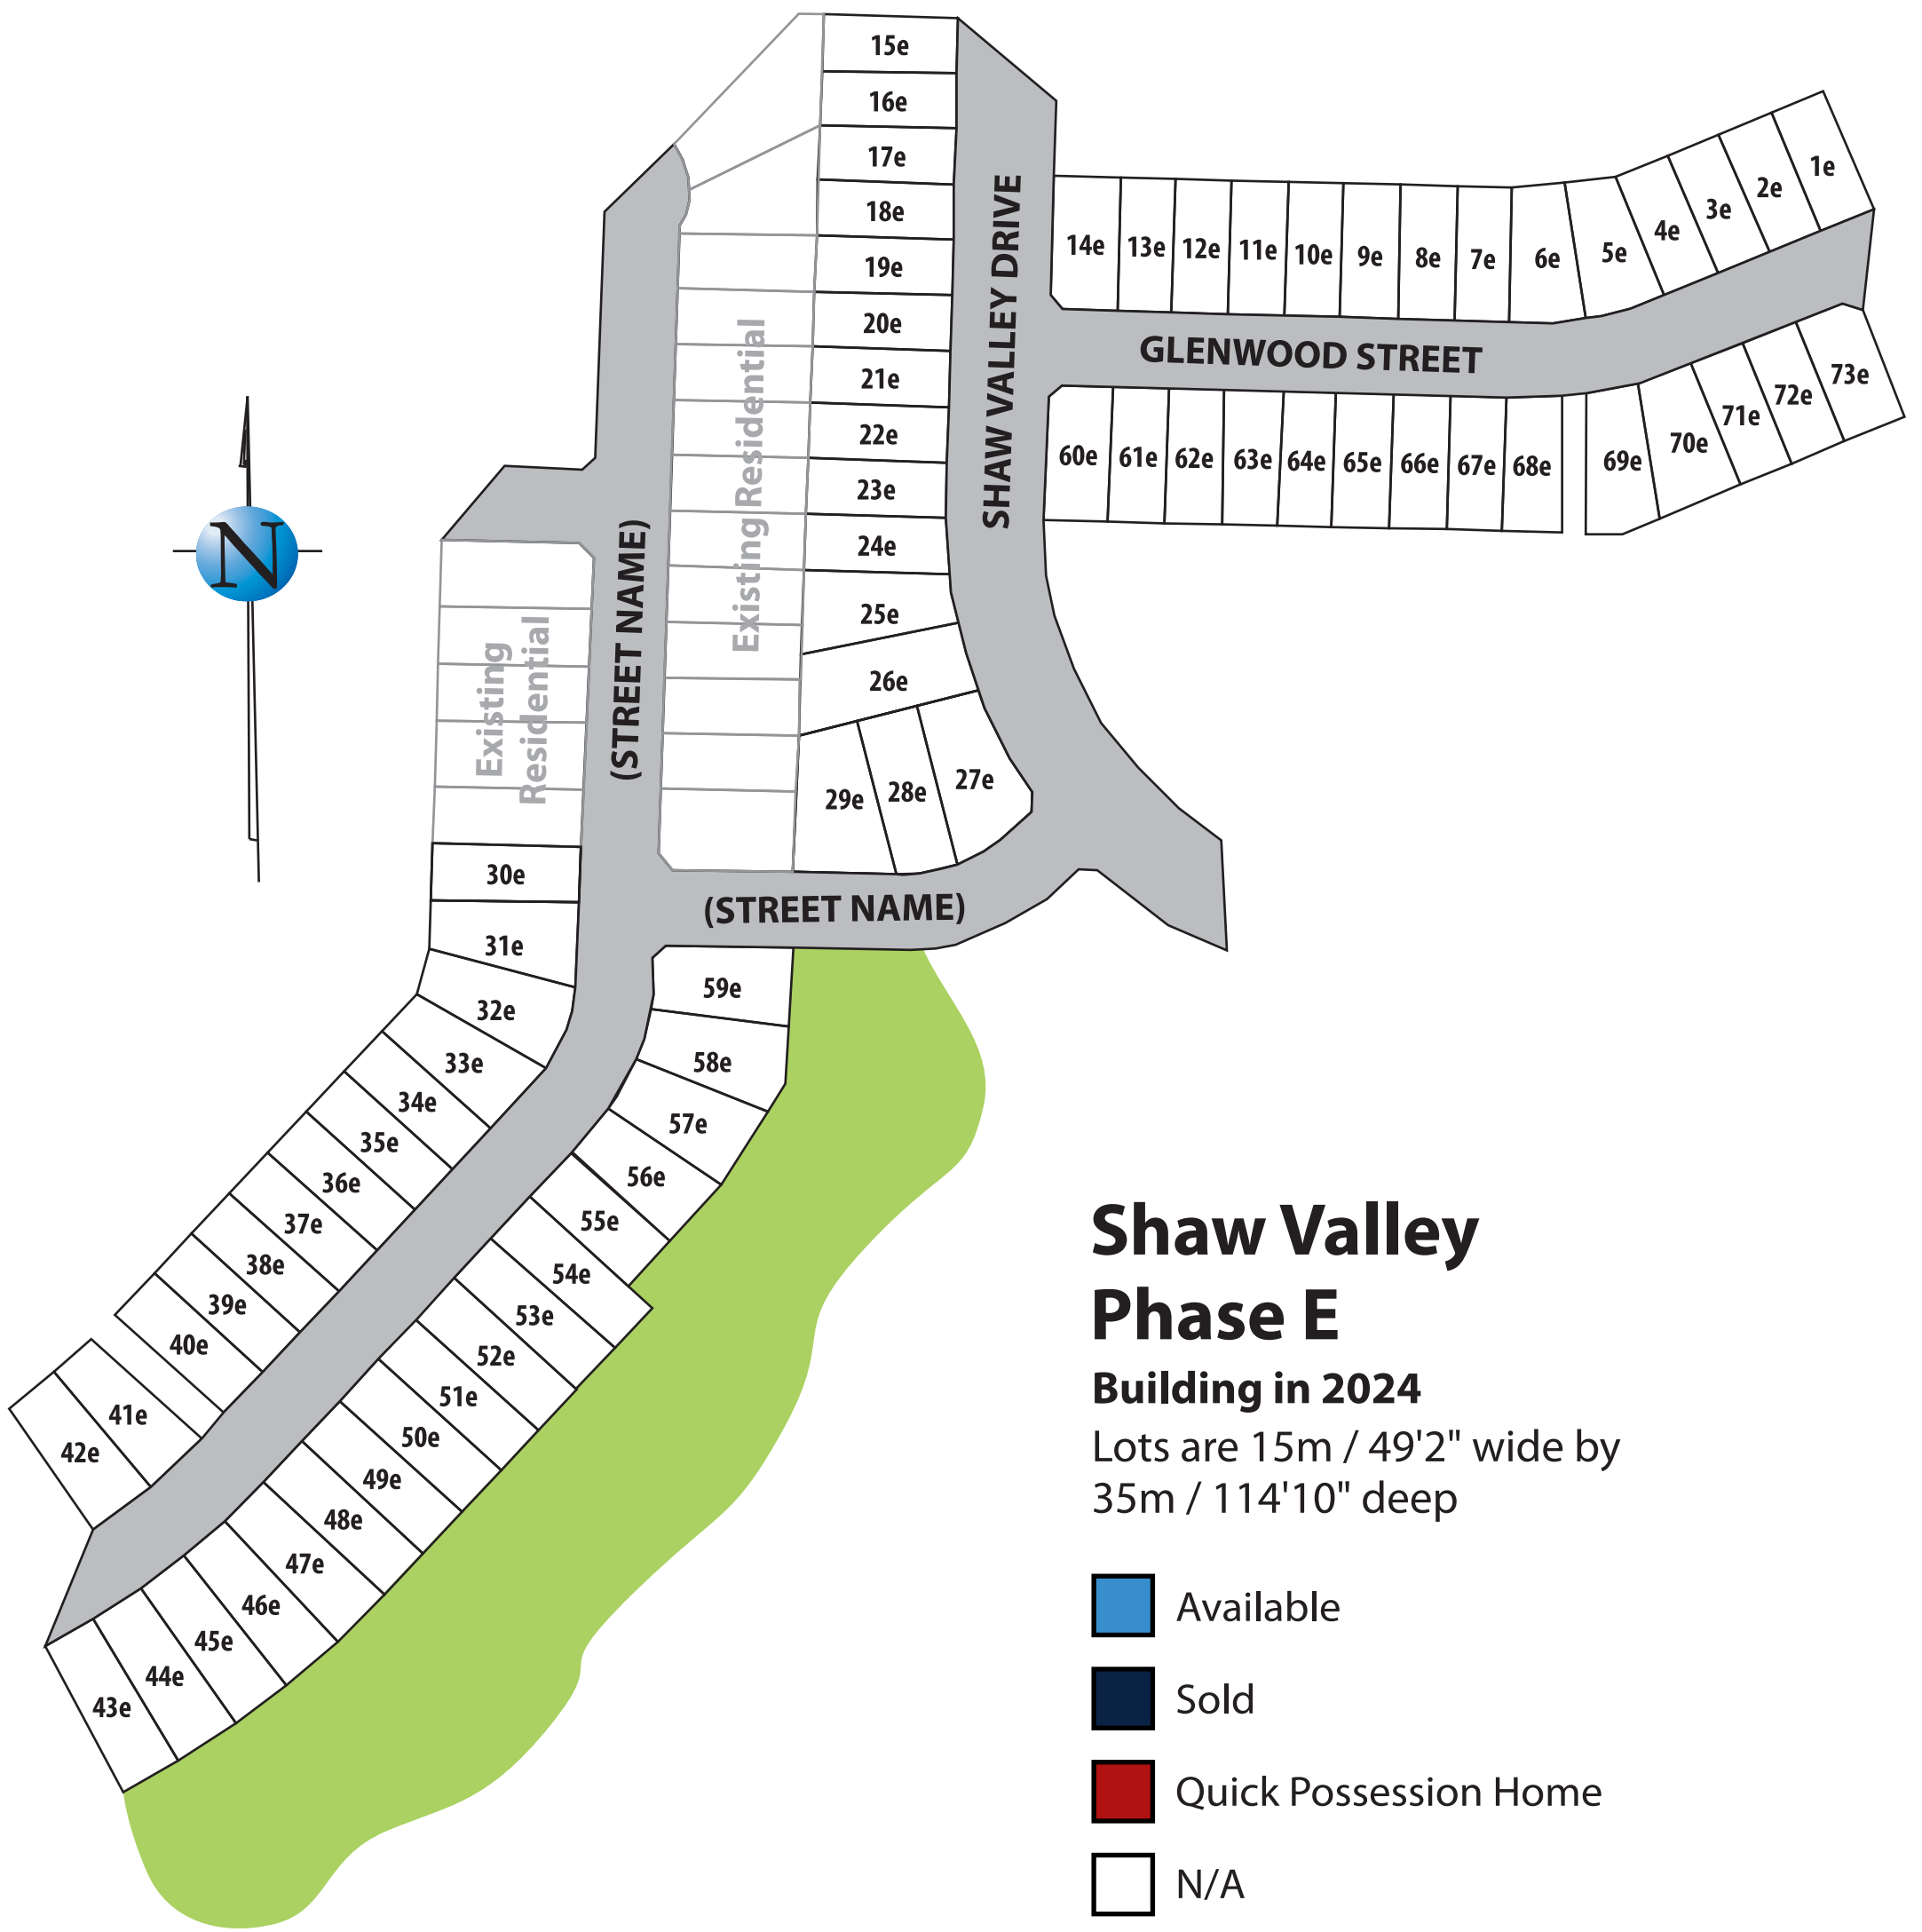 15e
16e
17e
18e
19e
20e
21e
22e
23e
24e
25e
26e
27e
28e
29e
SHAW VALLEY DRIVE
14e 13e 12e 11e 10e 9e 8e 7e 6e 5e 4e 3e 2e 1e
GLENWOOD STREET
60e 61e 62e 63e 64e 65e 66e 67e 68e 69e 70e 71e 72e 73e
Existing Residential
(STREET NAME)
Existing
Residential
N
(STREET NAME)
30e
31e
32e
33e
34e
35e
36e
37e
38e
39e
40e
41e
42e
59e
58e
57e
56e
55e
54e
53e
52e
51e
50e
49e
48e
47e
46e
45e
44e
43e
Shaw Valley
Phase E
Building in 2024
Lots are 15m / 49'2" wide by
35m / 114'10" deep
Available
Sold
Quick Possession Home
N/A